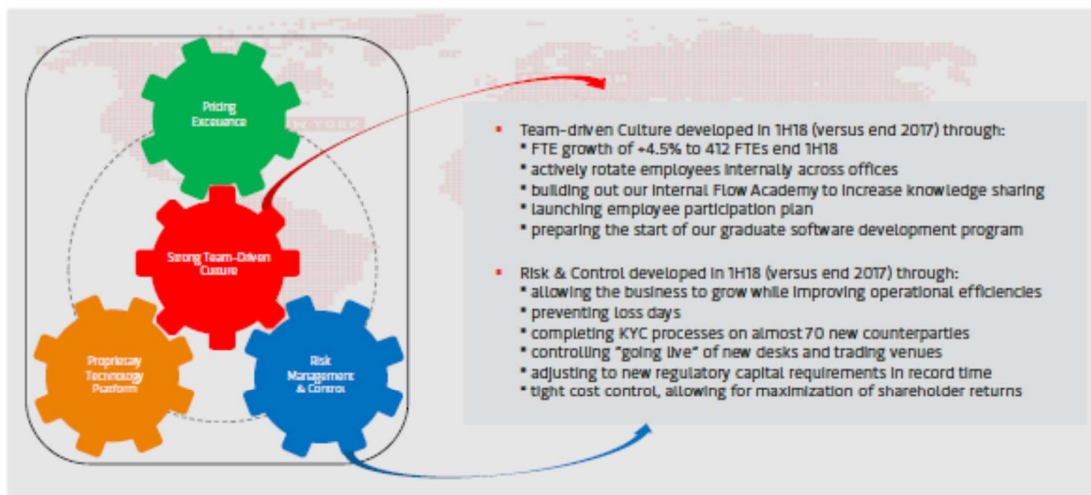 Pricing
Excellence
NEW YORK
Strong Team-Driven
Culture
Proprietary
Technology
Platform
Risk
Management
& Control
▪ Team-driven Culture developed in 1H18 (versus end 2017) through:
* FTE growth of +4.5% to 412 FTEs end 1H18
* actively rotate employees internally across offices
* building out our Internal Flow Academy to increase knowledge sharing
* launching employee participation plan
* preparing the start of our graduate software development program
▪ Risk & Control developed in 1H18 (versus end 2017) through:
* allowing the business to grow while improving operational efficiencies
* preventing loss days
* completing KYC processes on almost 70 new counterparties
* controlling "going live" of new desks and trading venues
* adjusting to new regulatory capital requirements in record time
* tight cost control, allowing for maximization of shareholder returns